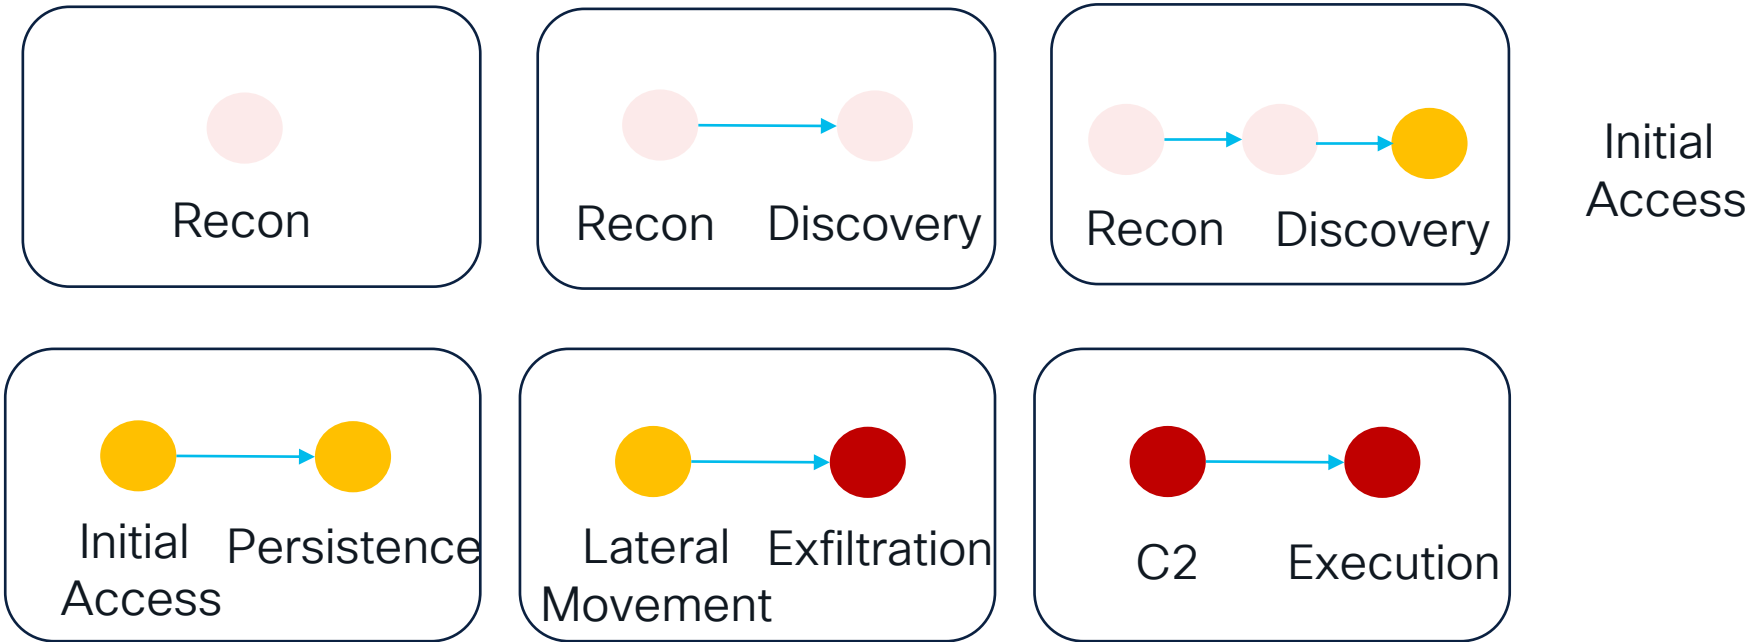 Recon
Recon Discovery
Recon Discovery
Initial
Access
Initial
Access
Persistence
Lateral
Movement
Exfiltration
C2 Execution